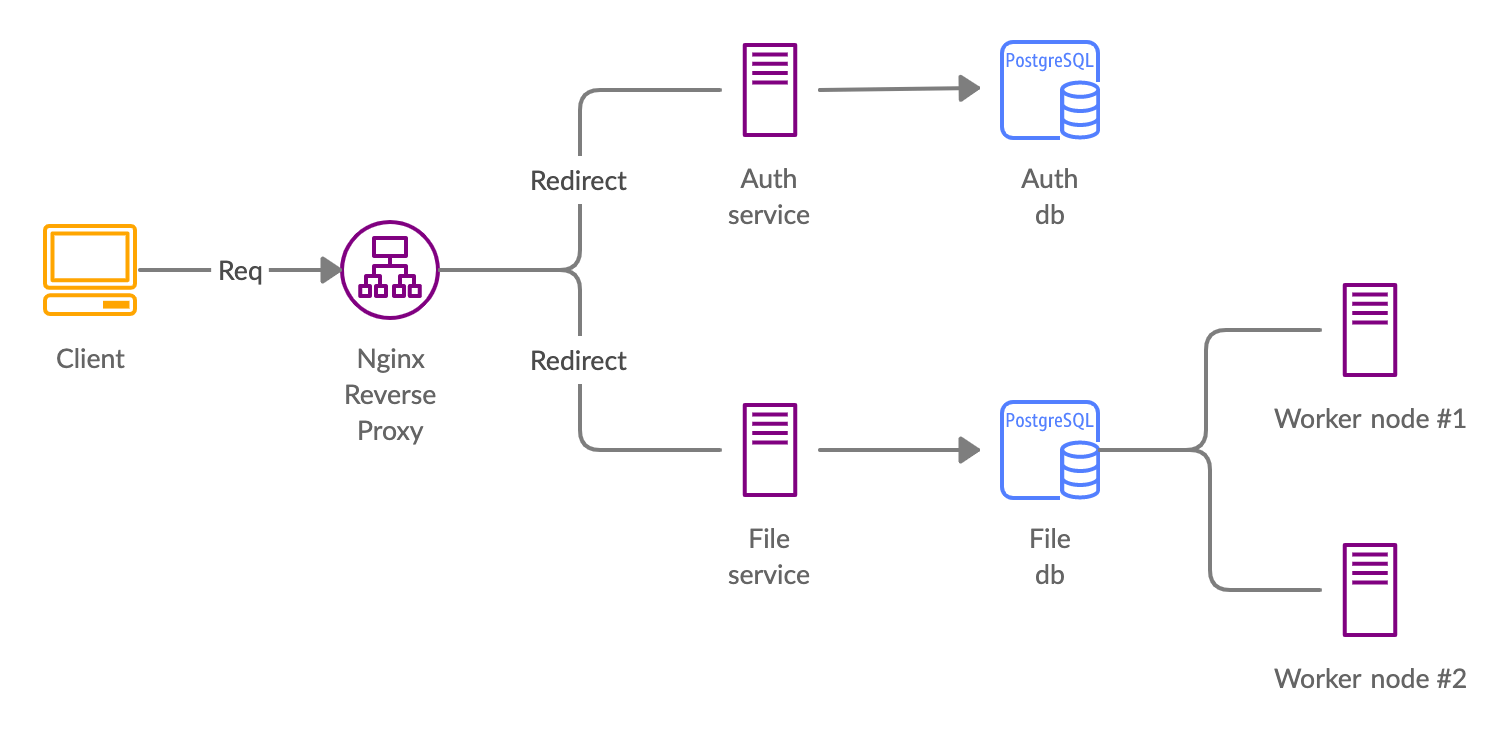 PostgreSQL
Auth
service
Auth
db
Redirect
Req
Client
Nginx
Reverse
Proxy
Redirect
PostgreSQL
File
service
File
db
Worker node #1
Worker node #2